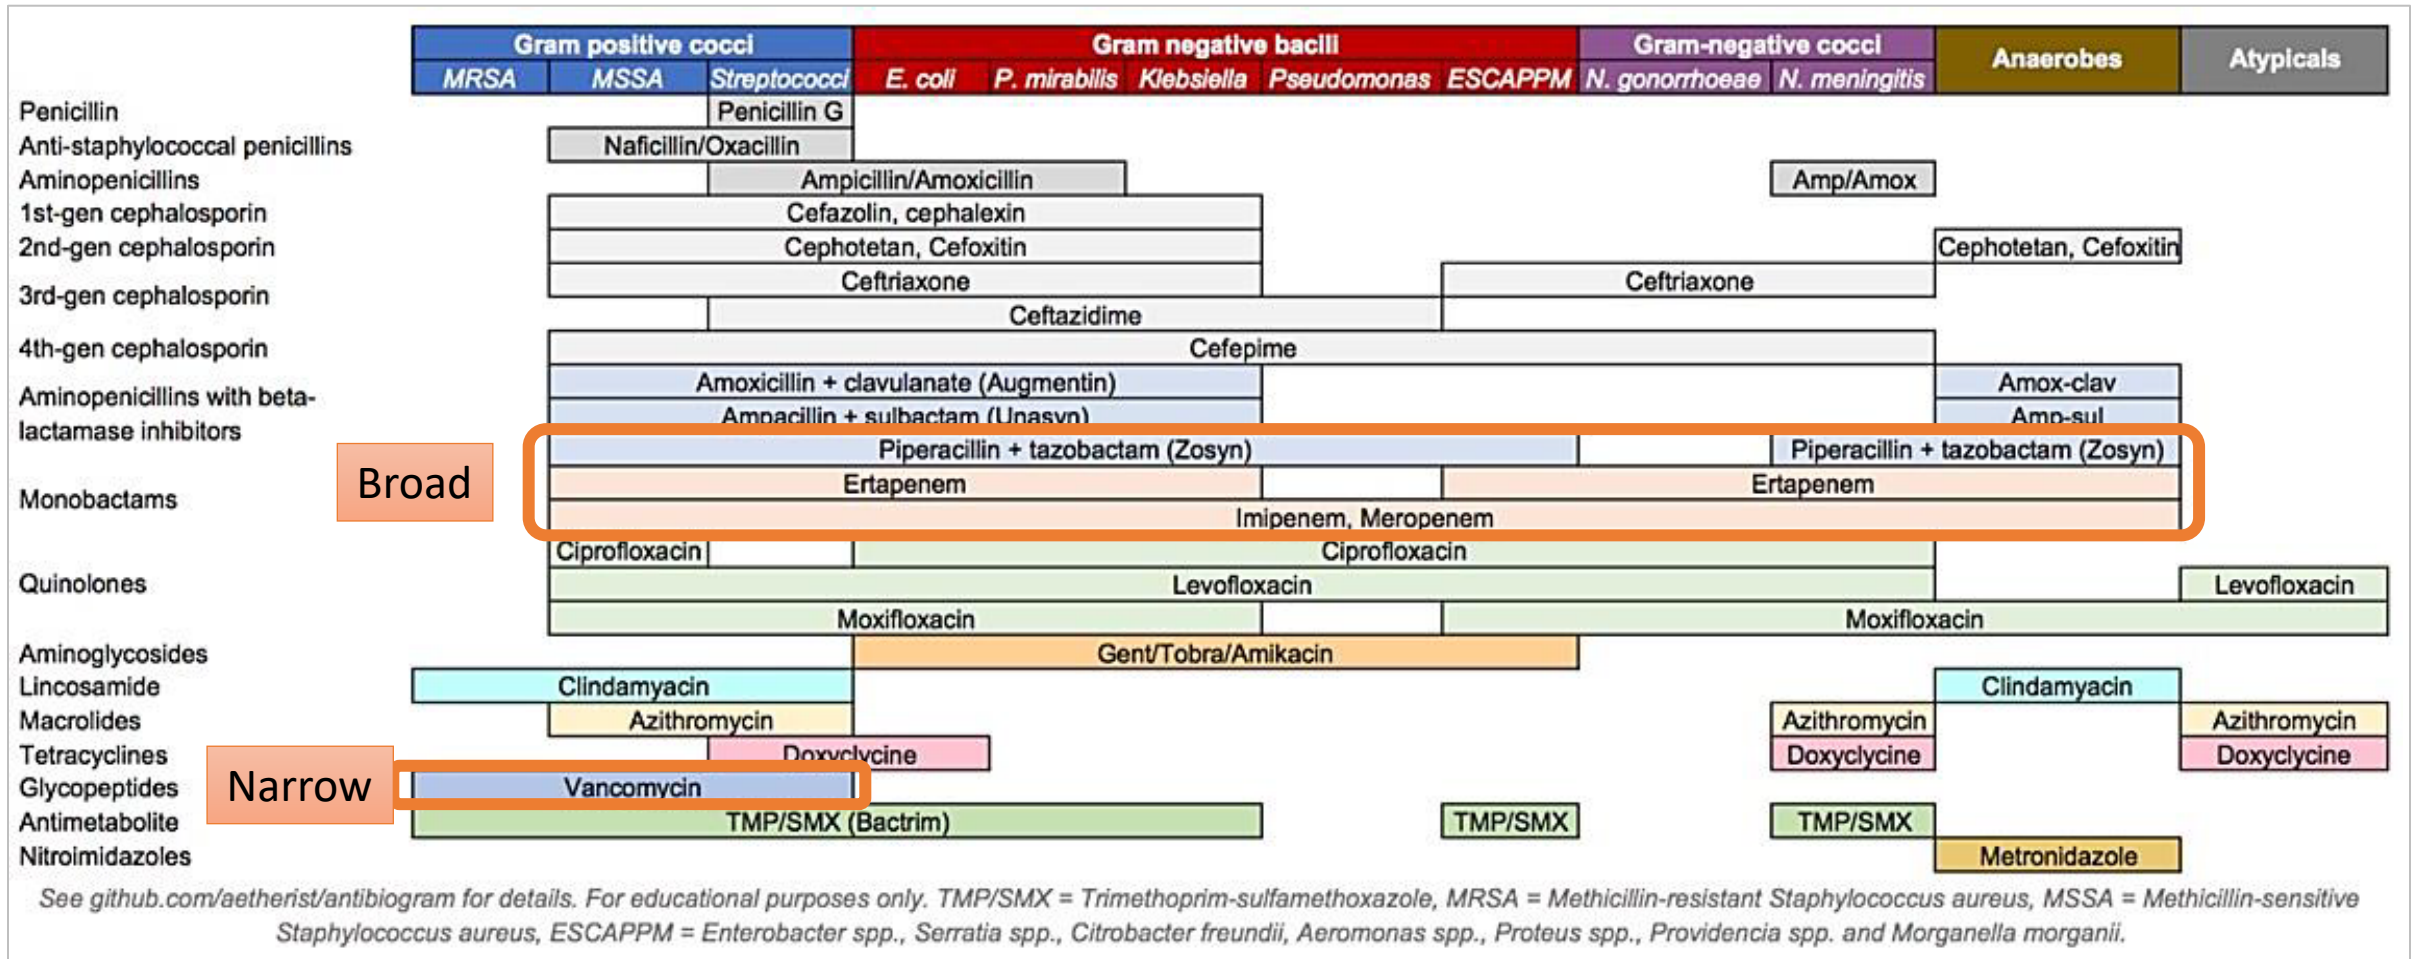 Gram positive cocci Gram negative bacili Gram-negative cocci Anaerobes Atypicals
MRSA MSSA Streptococci E. coli P. mirabilis Klebsiella Pseudomonas ESCAPPM N. gonorrhoeae N. meningitis
Penicillin Penicillin G
Anti-staphylococcal penicillins Naficillin/Oxacillin
Aminopenicillins Ampicillin/Amoxicillin Amp/Amox
1st-gen cephalosporin Cefazolin, cephalexin
2nd-gen cephalosporin Cephotetan, Cefoxitin Cephotetan, Cefoxitin
3rd-gen cephalosporin Ceftriaxone Ceftriaxone
Ceftazidime
4th-gen cephalosporin Cefepime
Aminopenicillins with beta-
lactamase inhibitors
Amoxicillin + clavulanate (Augmentin) Amox-clav
Ampacillin + sulbactam (Unasyn) Amp-sul
Piperacillin + tazobactam (Zosyn) Piperacillin + tazobactam (Zosyn)
Broad
Monobactams Ertapenem Ertapenem
Imipenem, Meropenem
Quinolones Ciprofloxacin Ciprofloxacin
Levofloxacin Levofloxacin
Moxifloxacin Moxifloxacin
Aminoglycosides Gent/Tobra/Amikacin
Lincosamide Clindamyacin Clindamyacin
Macrolides Azithromycin Azithromycin Azithromycin
Tetracyclines Doxyclycine Doxyclycine Doxyclycine
Narrow
Glycopeptides Vancomycin
Antimetabolite TMP/SMX (Bactrim) TMP/SMX TMP/SMX
Nitroimidazoles Metronidazole
See github.com/aetherist/antibiogram for details. For educational purposes only. TMP/SMX = Trimethoprim-sulfamethoxazole, MRSA = Methicillin-resistant Staphylococcus aureus, MSSA = Methicillin-sensitive
Staphylococcus aureus, ESCAPPM = Enterobacter spp., Serratia spp., Citrobacter freundii, Aeromonas spp., Proteus spp., Providencia spp. and Morganella morganii.